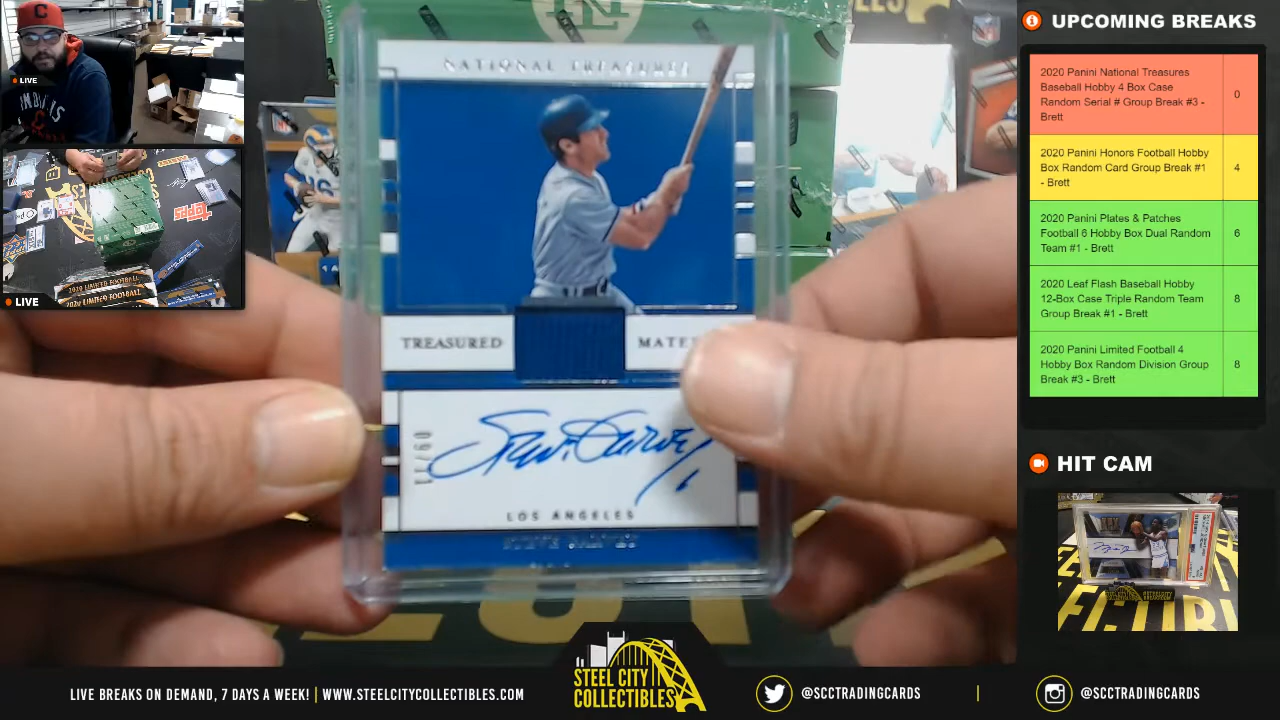 LIVE
LIVE
NATIONAL TREASURES
TREASURED
LOS ANGELES
STEVE GARVEY
UPCOMING BREAKS
2020 Panini National Treasures
Baseball Hobby 4 Box Case
Random Serial # Group Break #3 -
Brett
0
2020 Panini Honors Football Hobby
Box Random Card Group Break #1
- Brett
4
2020 Panini Plates & Patches
Football 6 Hobby Box Dual Random
Team #1 - Brett
6
2020 Leaf Flash Baseball Hobby
12-Box Case Triple Random Team
Group Break #1 - Brett
8
2020 Panini Limited Football 4
Hobby Box Random Division Group
Break #3 - Brett
8
HIT CAM
LIVE BREAKS ON DEMAND, 7 DAYS A WEEK! | WWW.STEELCITYCOLLECTIBLES.COM
STEEL CITY
COLLECTIBLES
@SCCTRADINGCARDS
@SCCTRADINGCARDS